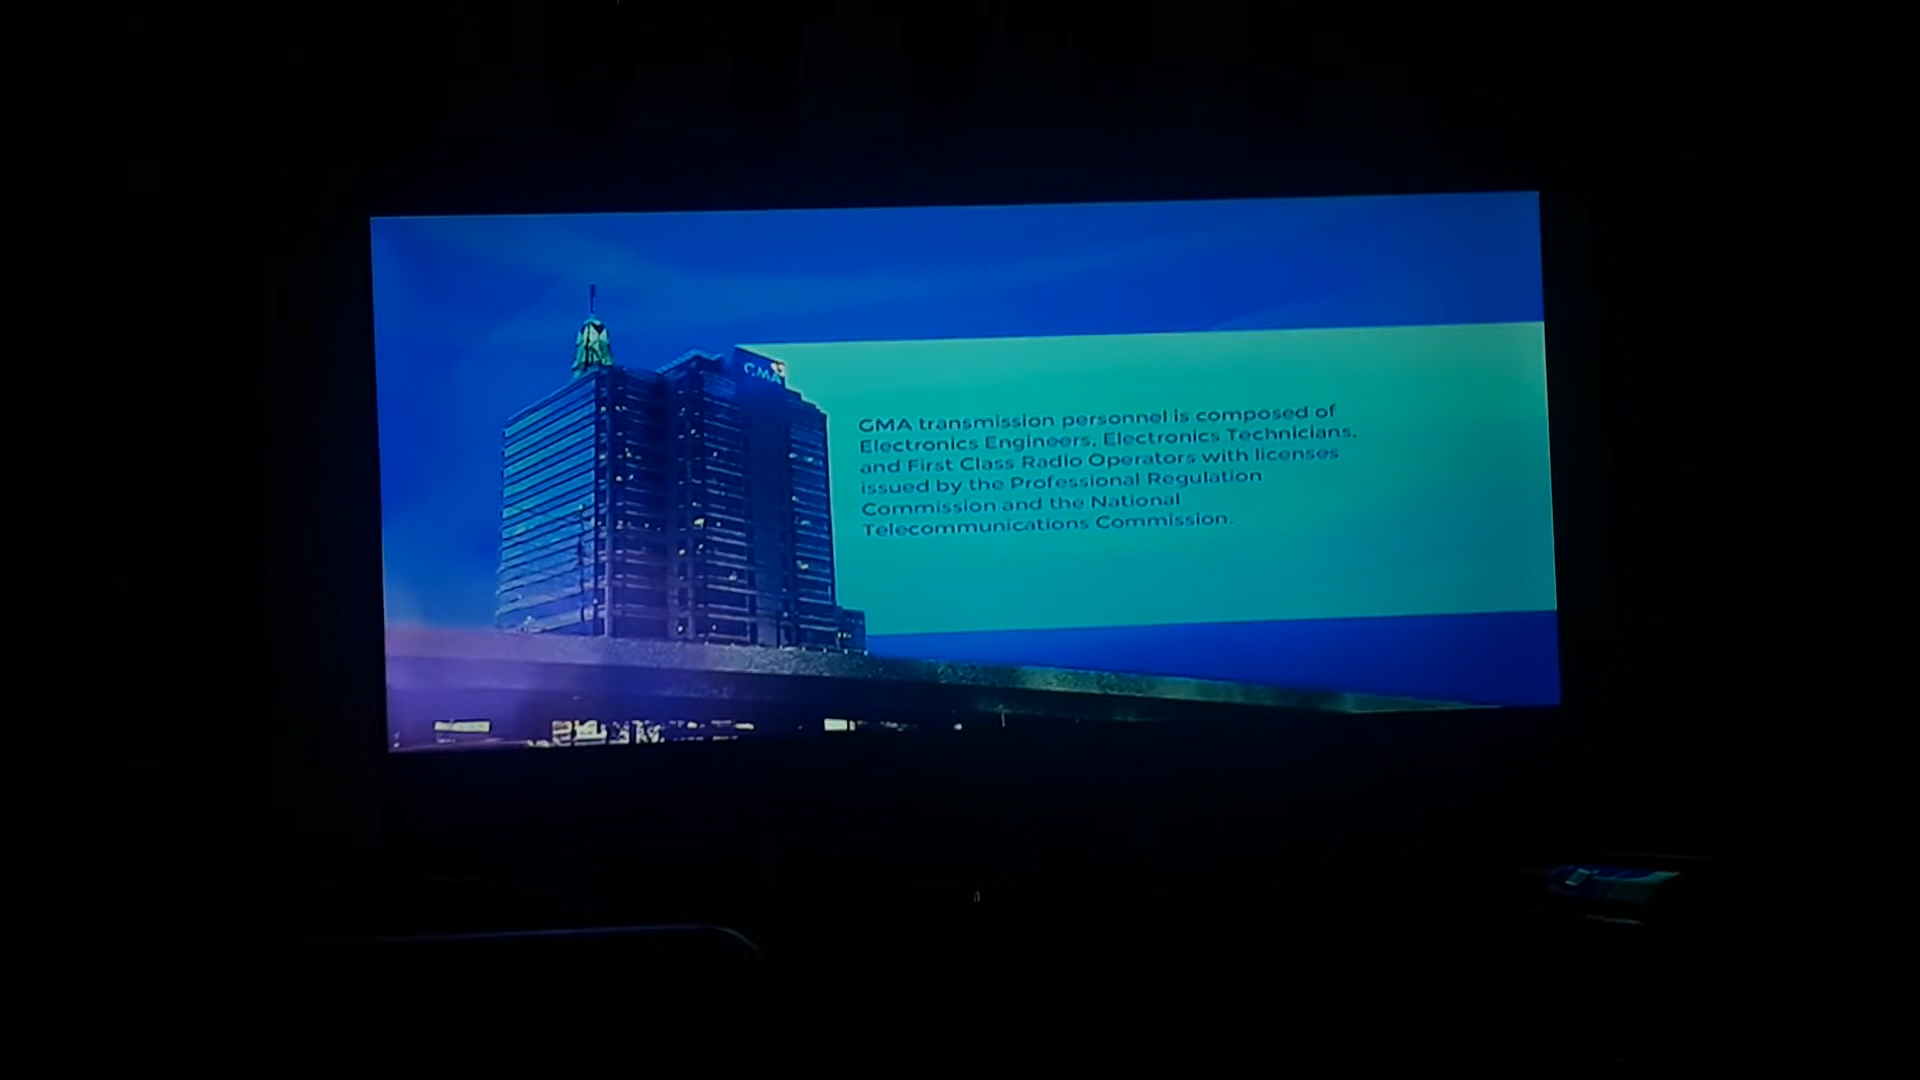 GMA
GMA transmission personnel is composed of
Electronics Engineers, Electronics Technicians,
and First Class Radio Operators with licenses
issued by the Professional Regulation
Commission and the National
Telecommunications Commission.